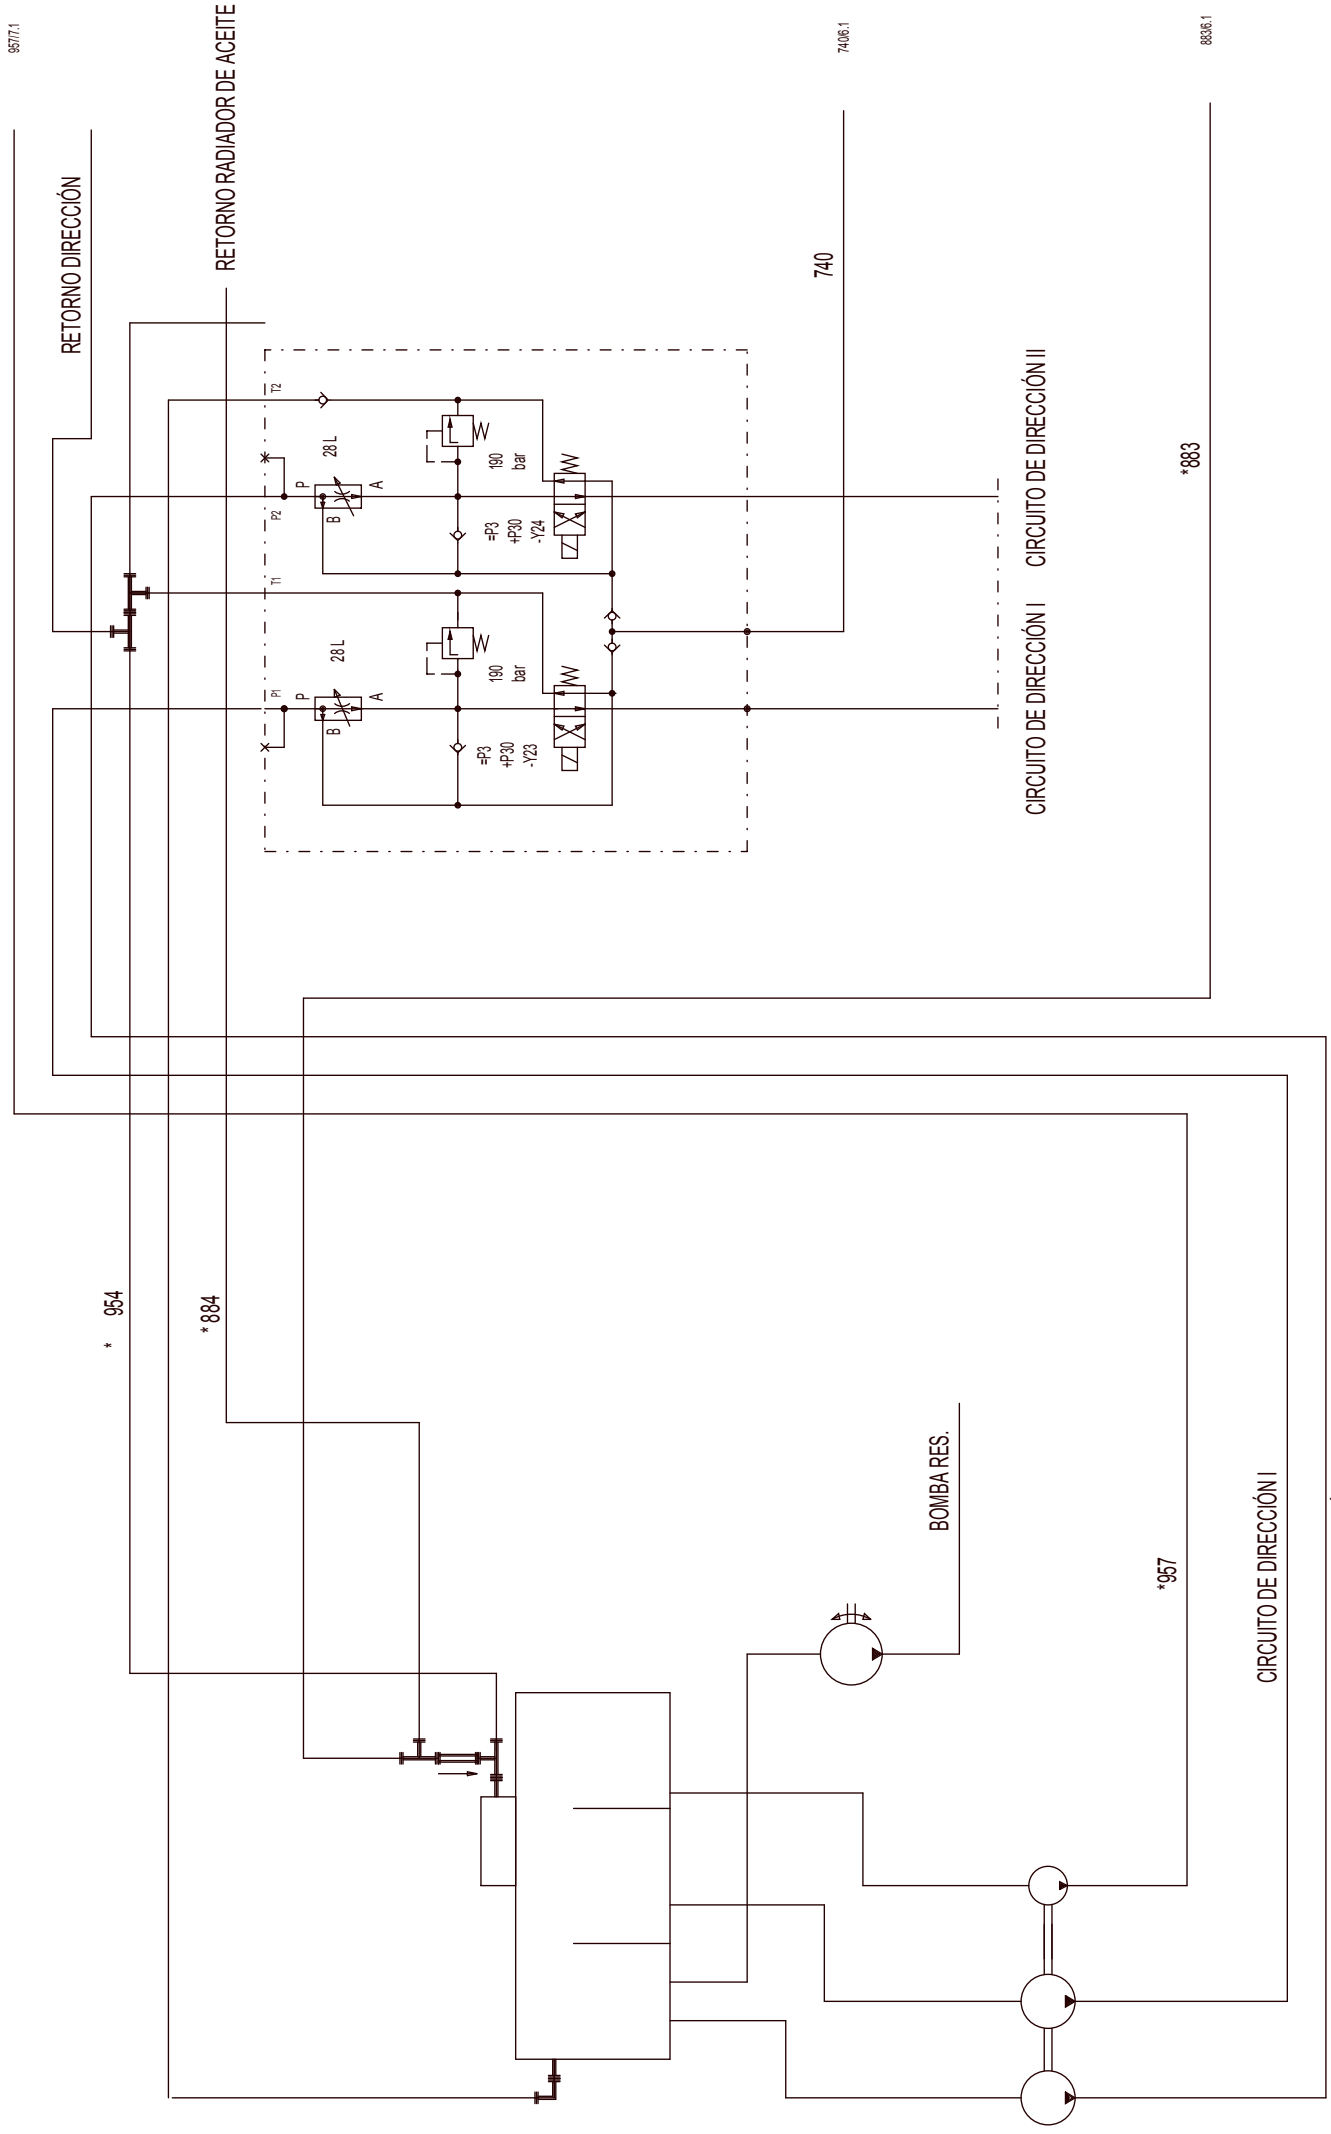 957/7.1
RETORNO DIRECCIÓN
RETORNO RADIADOR DE ACEITE
740/6.1
883/6.1
740
*883
T2
28 L
P
A
B
P2
190
bar
=P3
+P30
-Y24
T1
28 L
P1
P
A
B
190
bar
=P3
+P30
-Y23
CIRCUITO DE DIRECCIÓN I
CIRCUITO DE DIRECCIÓN II
* 954
* 884
BOMBA RES.
*957
CIRCUITO DE DIRECCIÓN I